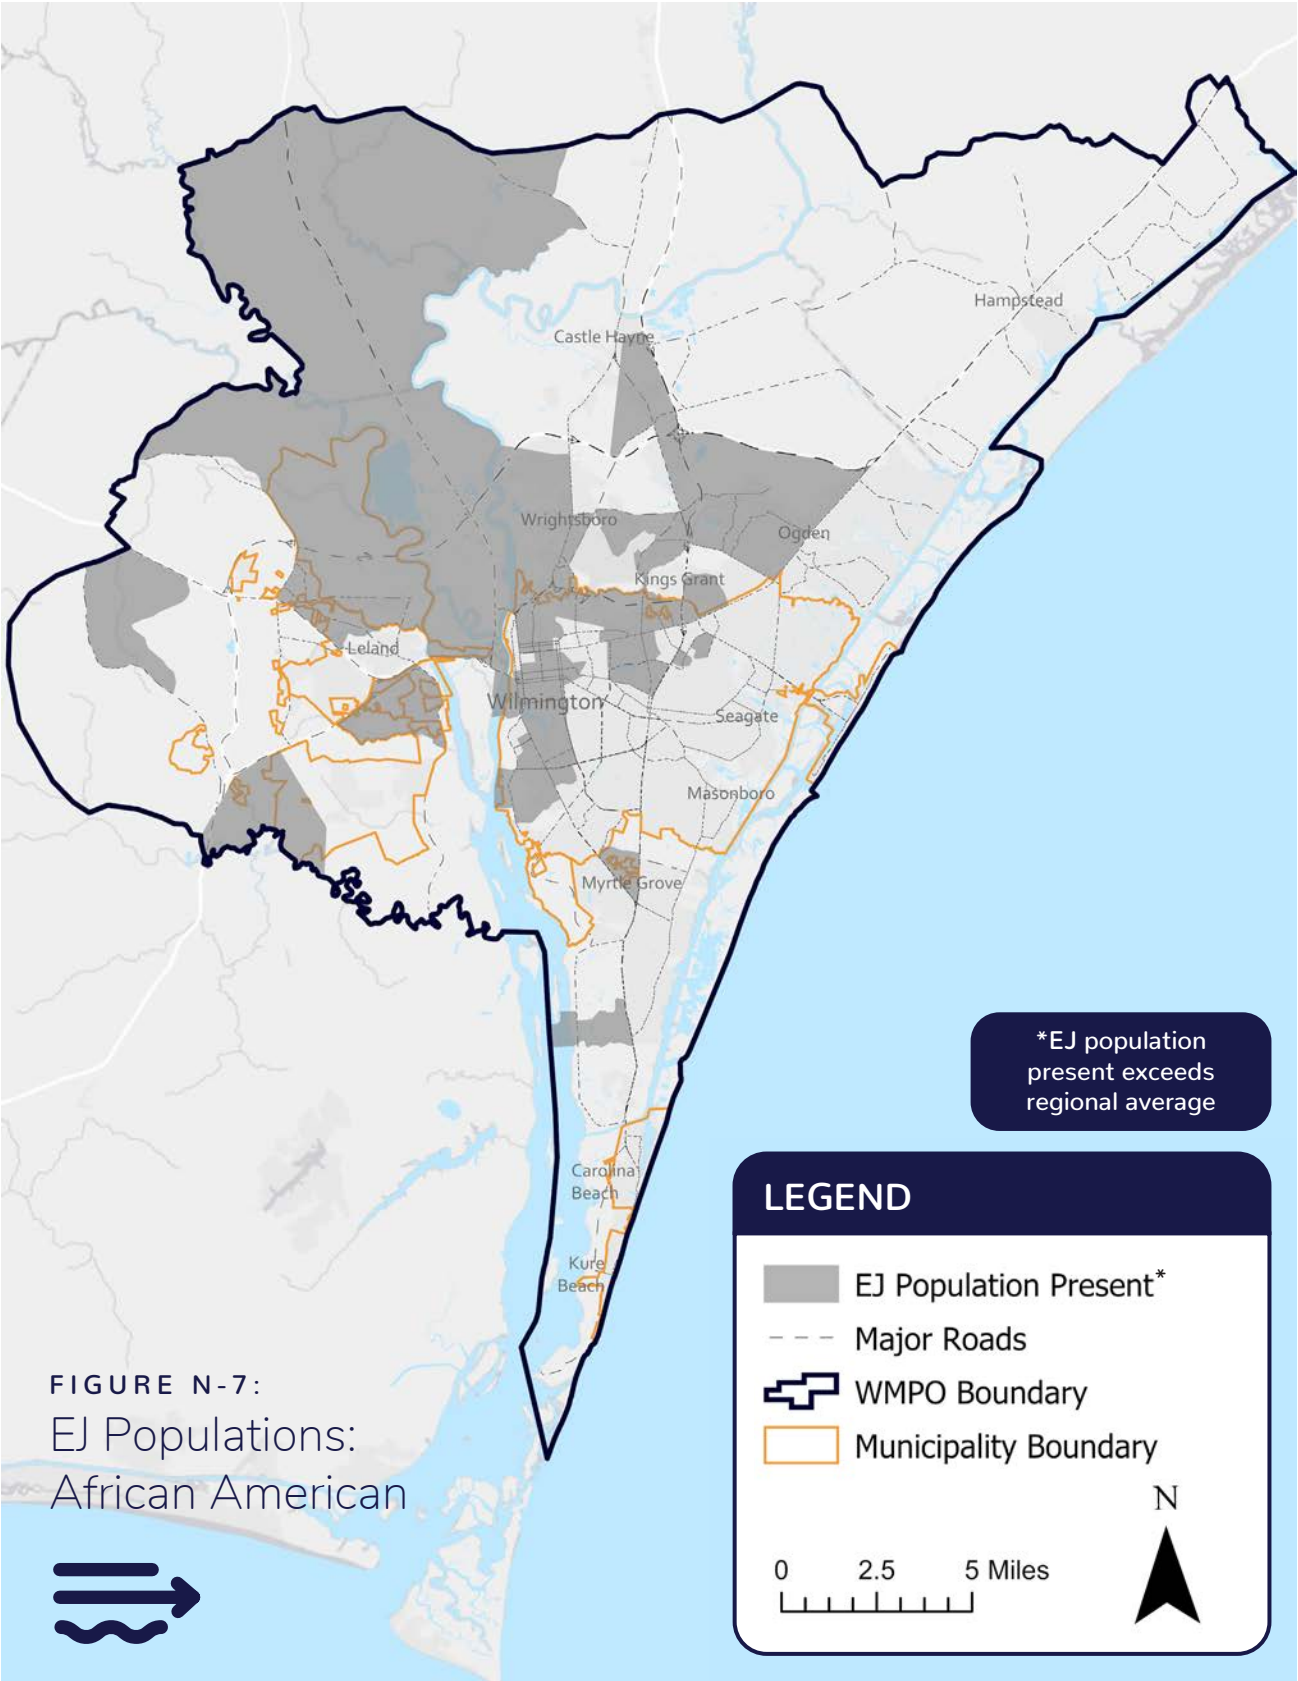 Hampstead
Castle Hayne
Wrightsboro
Ogden
Kings Grant
Leland
Wilmington
Seagate
Masonboro
Myrtle Grove
*EJ population
present exceeds
regional average
Carolina
Beach
Kure
Beach
LEGEND
EJ Population Present*
Major Roads
WMPO Boundary
Municipality Boundary
N
0 2.5 5 Miles
FIGURE N-7:
EJ Populations:
African American